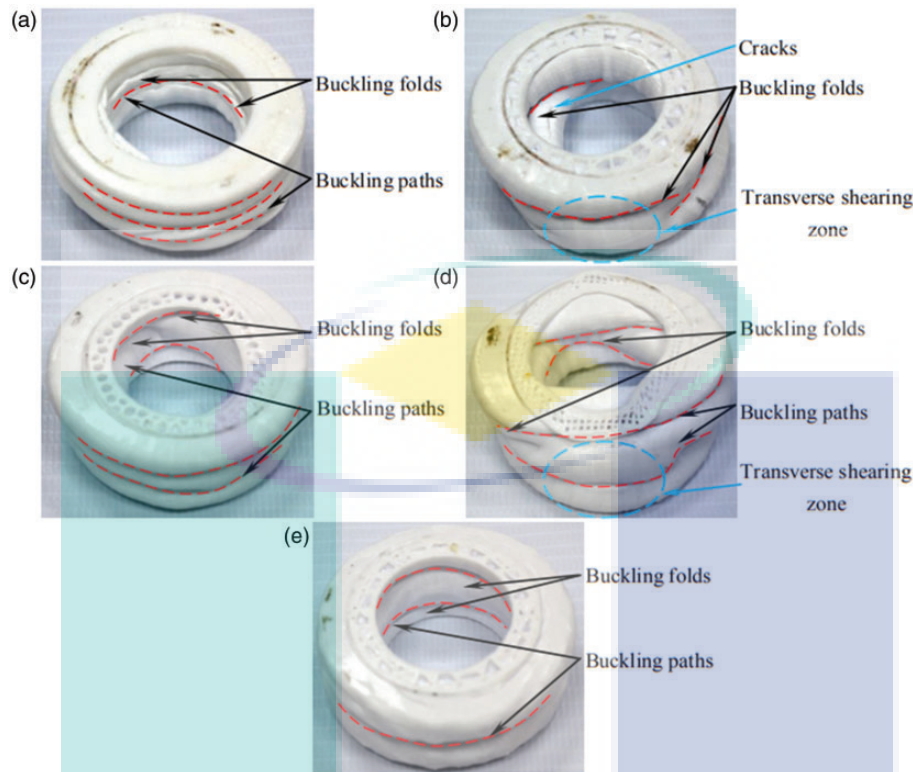 (a)
Buckling folds
Buckling paths
(b)
Cracks
Buckling folds
Transverse shearing
zone
(c)
Buckling folds
Buckling paths
(d)
Buckling folds
Buckling paths
Transverse shearing
zone
(e)
Buckling folds
Buckling paths